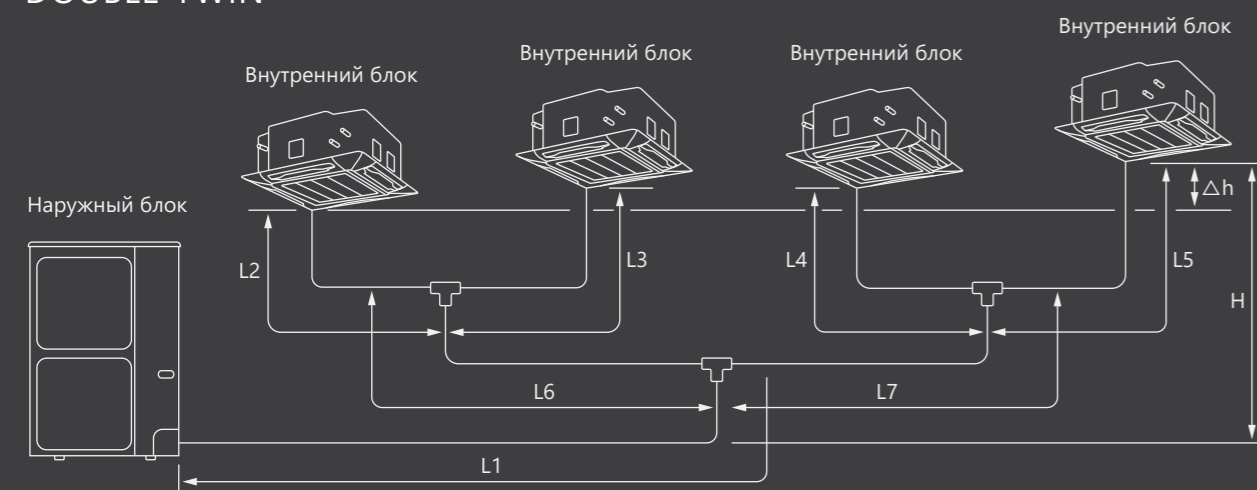 DOUBLE TWIN
Внутренний блок
Внутренний блок
Внутренний блок
Внутренний блок
Наружный блок
△h
L2
L3
L4
L5
H
L6
L7
L1